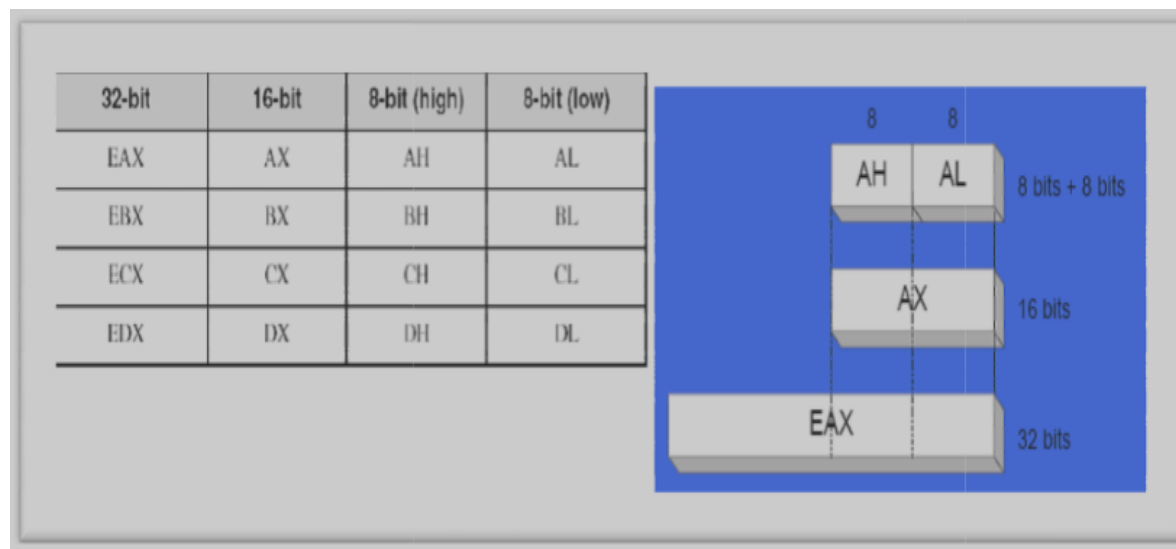 32-bit 16-bit 8-bit (high) 8-bit (low)
EAX AX AH AL
EBX BX BH BL
ECX CX CH CL
EDX DX DH DL
8 8
AH AL 8 bits + 8 bits
AX 16 bits
EAX 32 bits